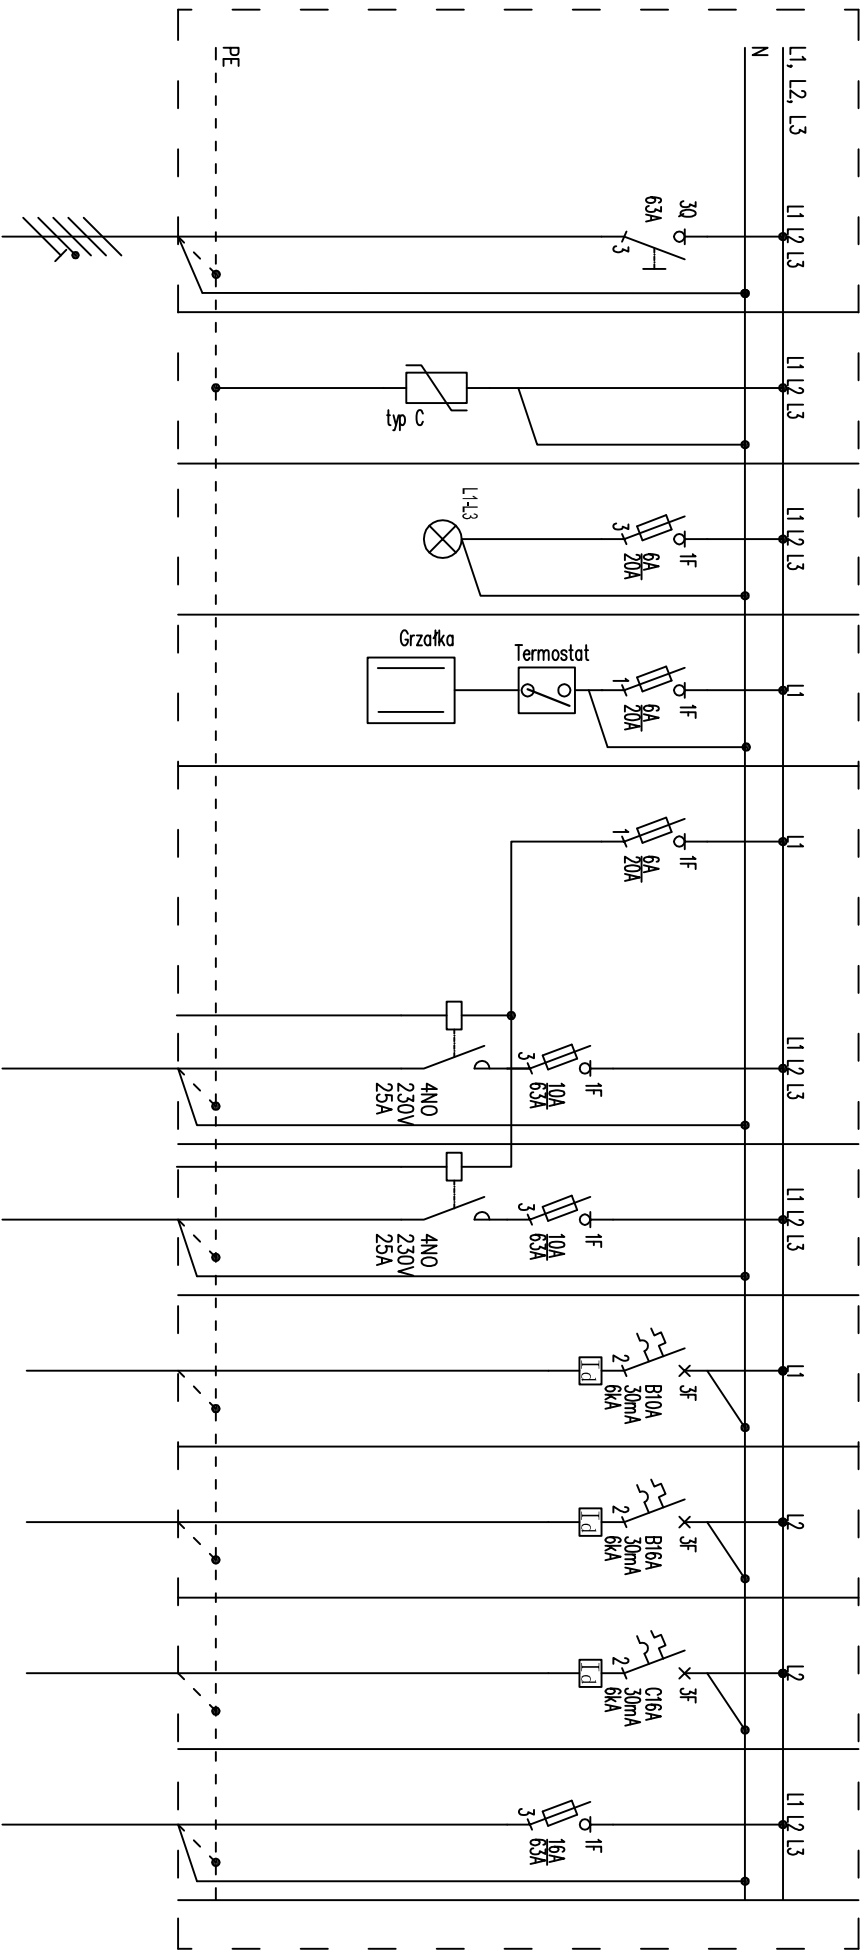 L1, L2, L3
N
PE
L1 L2 L3
3Q
63A
3
L1 L2 L3
typ C
L1 L2 L3
1F
6A
20A
3
L1-L3
L1
1F
6A
20A
1
Termostat
Grzałka
L1
1F
6A
20A
1
L1 L2 L3
1F
10A
63A
3
4NO
230V
25A
L1 L2 L3
1F
10A
63A
3
4NO
230V
25A
L1
3F
B10A
30mA
6kA
2
Id
L2
3F
B16A
30mA
6kA
2
Id
L2
3F
C16A
30mA
6kA
2
Id
L1 L2 L3
1F
16A
63A
3